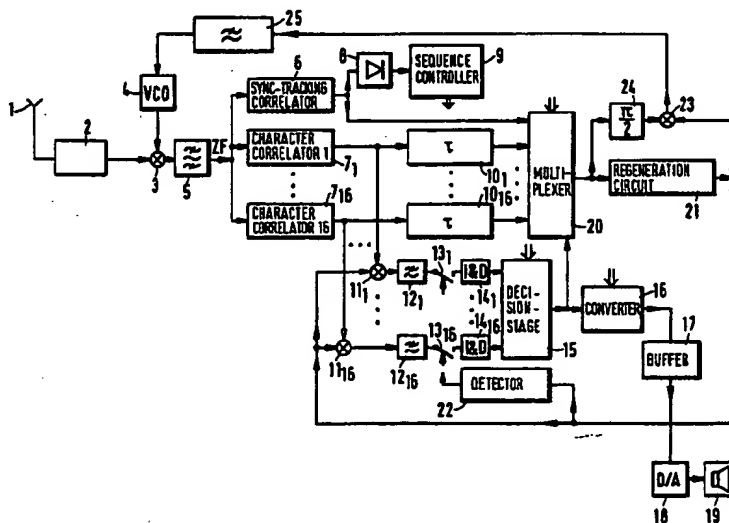 25
8
9
6
24
1
4
VCO
SYNC-TRACKING
CORRELATOR
SEQUENCE
CONTROLLER
π
2
23
2
ZF
CHARACTER
CORRELATOR 1
τ
MULTI-
PLEXER
REGENERATION
CIRCUIT
3
5
7₁
10₁
21
CHARACTER
CORRELATOR 16
7₁₆
τ
10₁₆
20
13₁
I&D
14₁
DECI-
SION-
STAGE
CONVERTER
16
11₁
12₁
13₁₆
I&D
14₁₆
15
17
BUFFER
11₁₆
12₁₆
DETECTOR
22
D/A
18
19